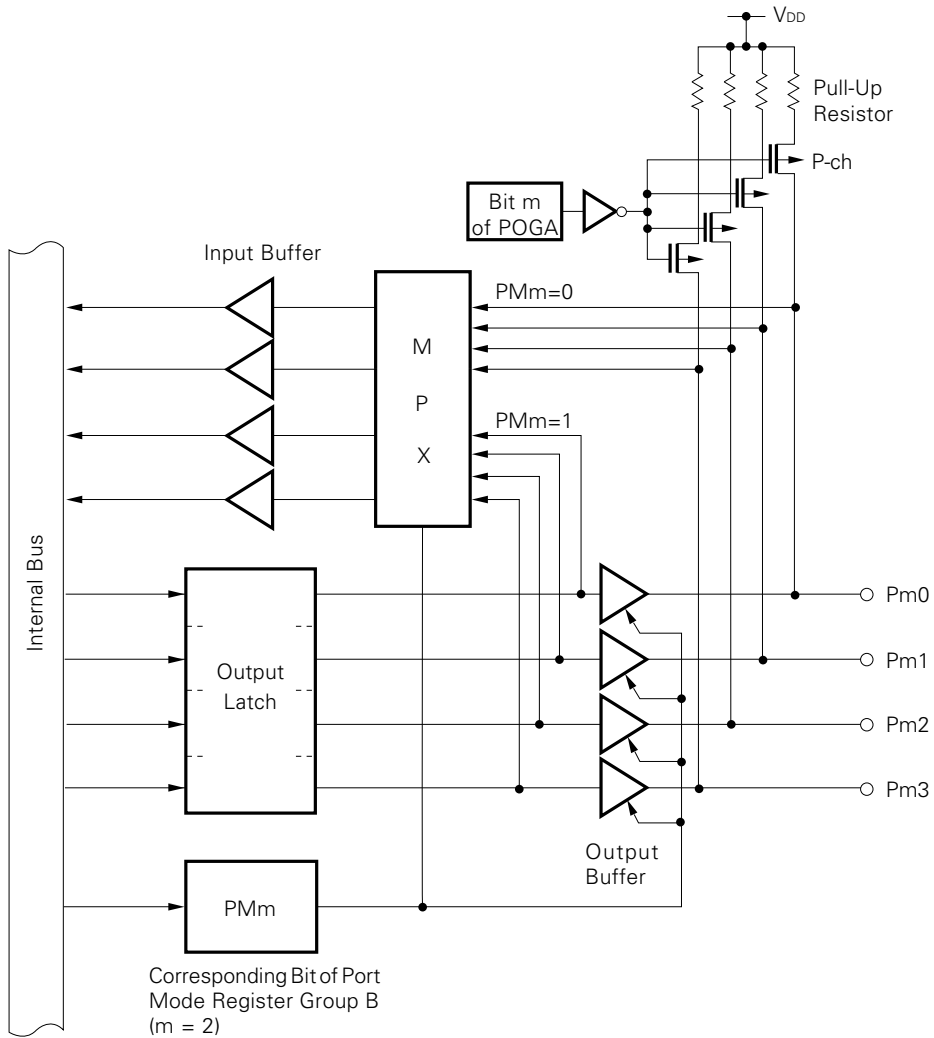 VDD
Pull-Up
Resistor
P-ch
Bit m
of POGA
Input Buffer
PMm=0
M
P
X
PMm=1
Internal Bus
Output
Latch
Pm0
Pm1
Pm2
Pm3
Output
Buffer
PMm
Corresponding Bit of Port
Mode Register Group B
(m = 2)